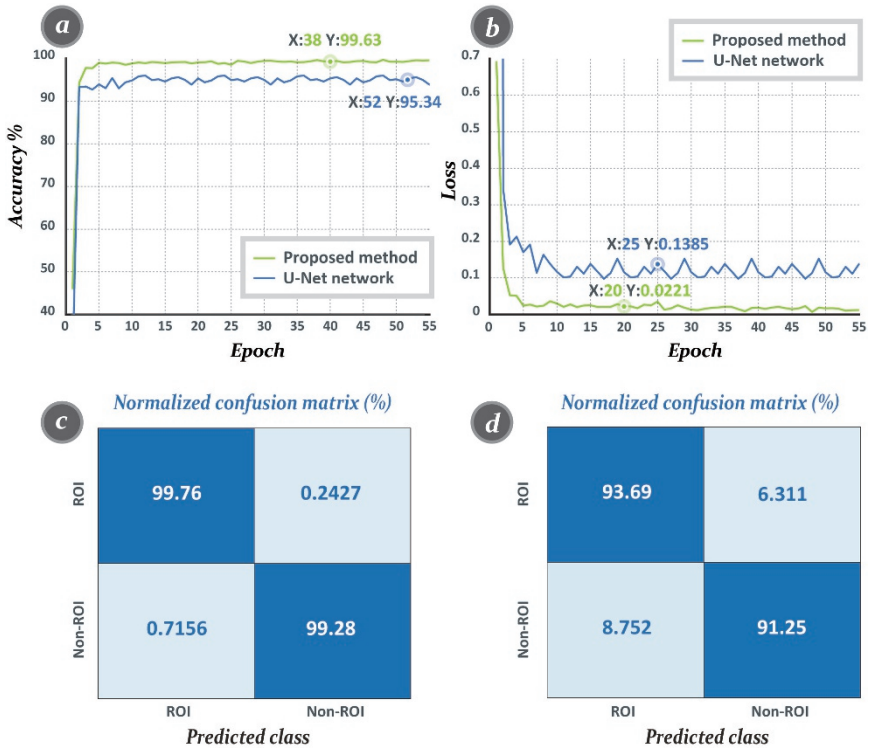 a
X:38 Y:99.63
X:52 Y:95.34
Accuracy %
100
90
80
70
60
50
40
Proposed method
U-Net network
0 5 10 15 20 25 30 35 40 45 50 55
Epoch
b
Proposed method
U-Net network
Loss
0.7
0.6
0.5
0.4
0.3
0.2
0.1
0
X:25 Y:0.1385
X:20 Y:0.0221
1 5 10 15 20 25 30 35 40 45 50 55
Epoch
c
Normalized confusion matrix (%)
ROI
99.76 0.2427
Non-ROI
0.7156 99.28
ROI Non-ROI
Predicted class
d
Normalized confusion matrix (%)
ROI
93.69 6.311
Non-ROI
8.752 91.25
ROI Non-ROI
Predicted class